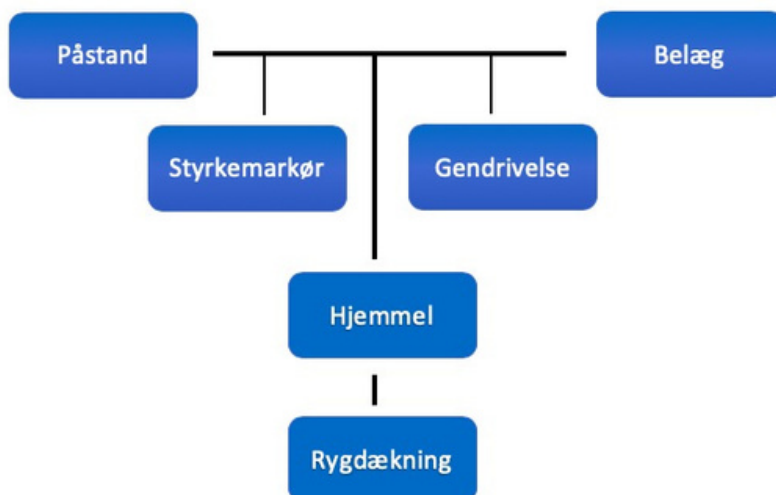 Påstand
Belæg
Styrkemarkør
Gendrivelse
Hjemmel
Rygdækning